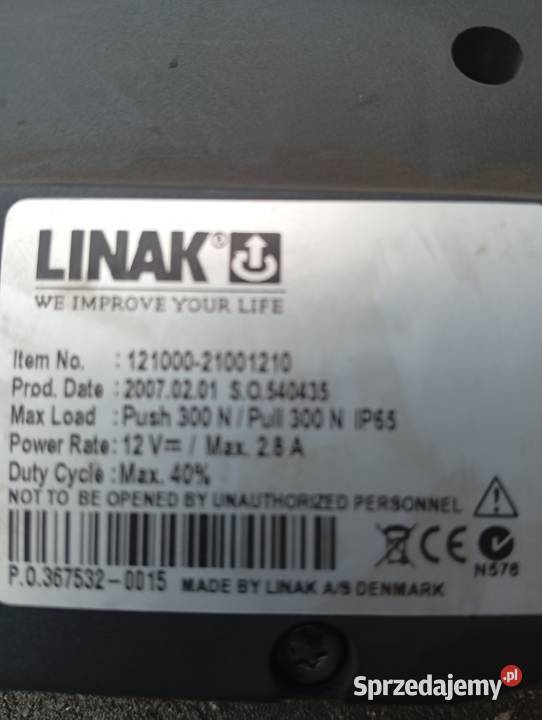 LINAK®
WE IMPROVE YOUR LIFE
Item No. : 121000-21001210
Prod. Date : 2007.02.01 S.O.540435
Max Load : Push 300 N / Pull 300 N IP65
Power Rate: 12 V⎓ / Max. 2.8 A
Duty Cycle : Max. 40%
NOT TO BE OPENED BY UNAUTHORIZED PERSONNEL
CE
N576
P.O.367532-0015 MADE BY LINAK A/S DENMARK
Sprzedajemy.pl